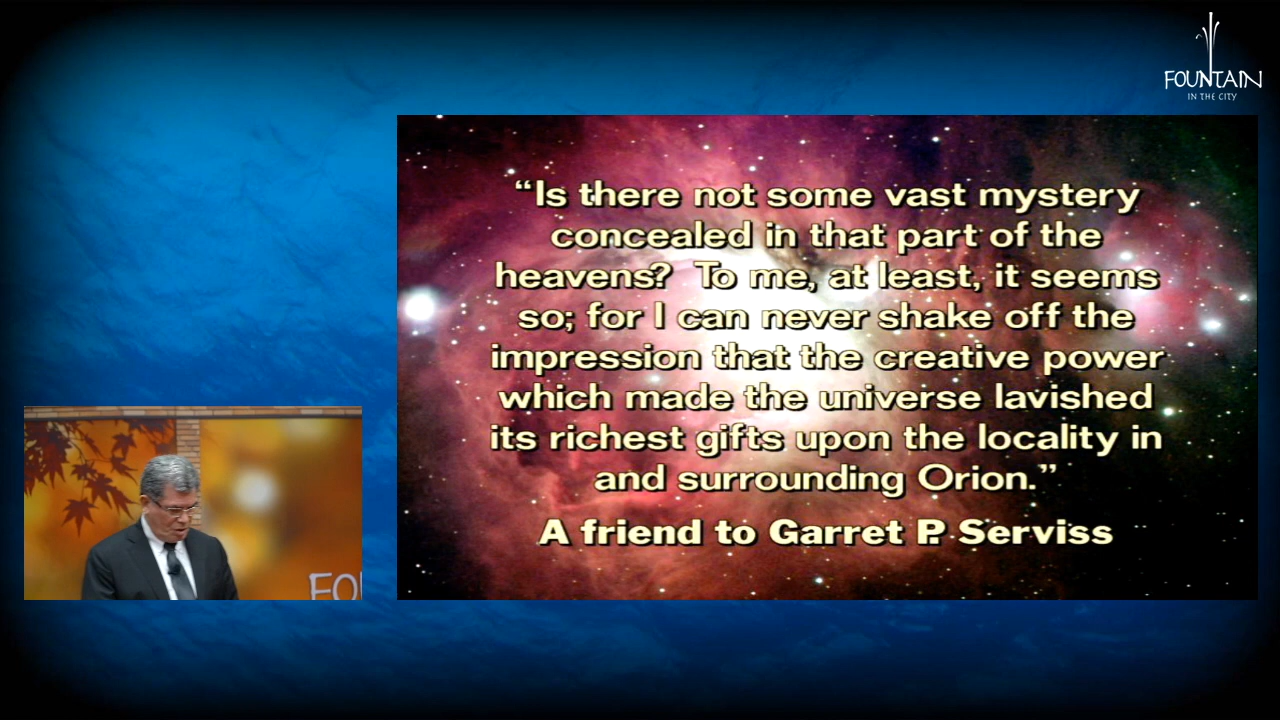 FOUNTAIN
IN THE CITY
“Is there not some vast mystery
concealed in that part of the
heavens?  To me, at least, it seems
so; for I can never shake off the
impression that the creative power
which made the universe lavished
its richest gifts upon the locality in
and surrounding Orion.”
A friend to Garret P. Serviss
FO